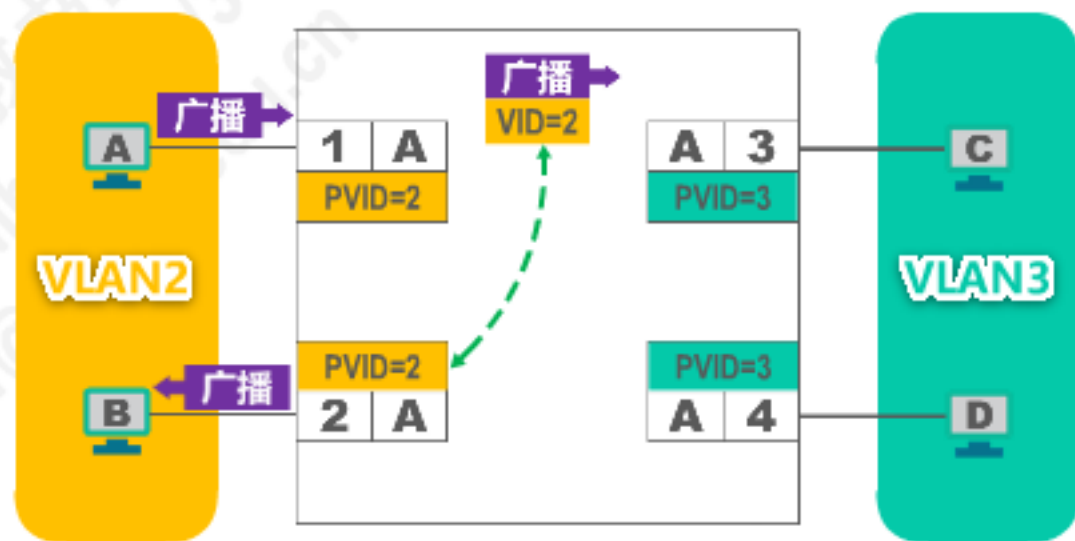 广播
VID=2
广播
A
1 A
PVID=2
A 3
PVID=3
C
VLAN2
VLAN3
PVID=2
2 A
广播
B
PVID=3
A 4
D